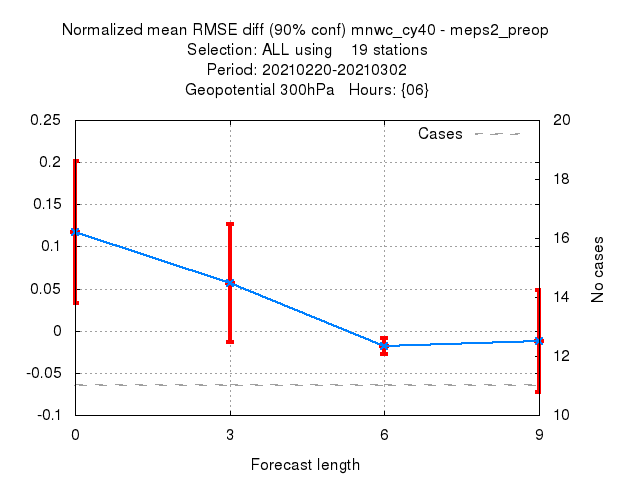 Normalized mean RMSE diff (90% conf) mnwc_cy40 - meps2_preop
Selection: ALL using    19 stations
Period: 20210220-20210302
Geopotential 300hPa   Hours: {06}
Cases
0.25
0.2
0.15
0.1
0.05
0
-0.05
-0.1
20
18
16
14
12
10
No cases
0 3 6 9
Forecast length